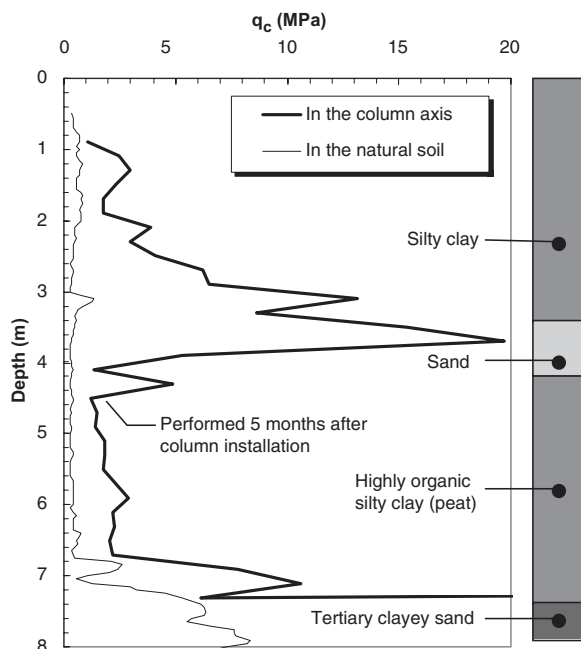 q_c (MPa)
0 5 10 15 20
0
1
2
3
4
5
6
7
8
Depth (m)
In the column axis
In the natural soil
Performed 5 months after
column installation
Silty clay
Sand
Highly organic
silty clay (peat)
Tertiary clayey sand